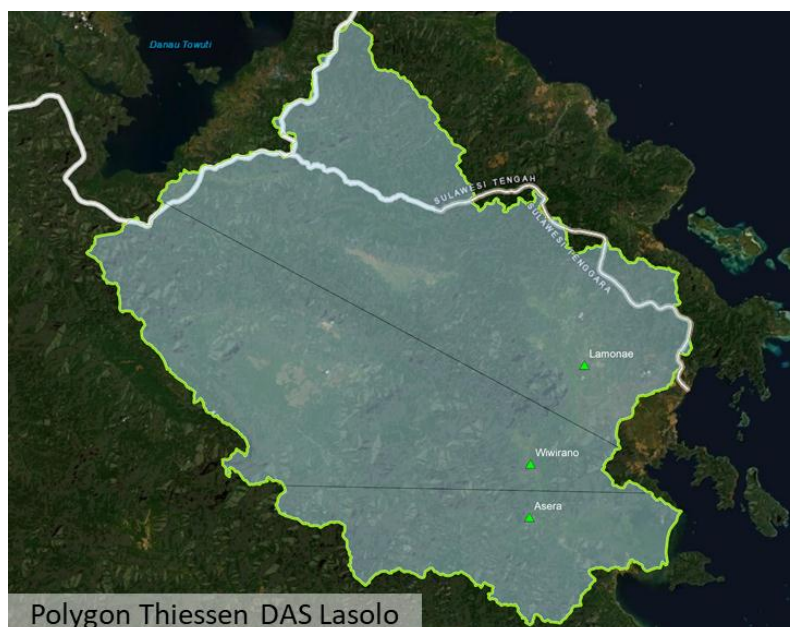 Danau Towuti
SULAWESI TENGAH
SULAWESI TENGGARA
Lamonae
Wiwirano
Asera
Polygon Thiessen DAS Lasolo